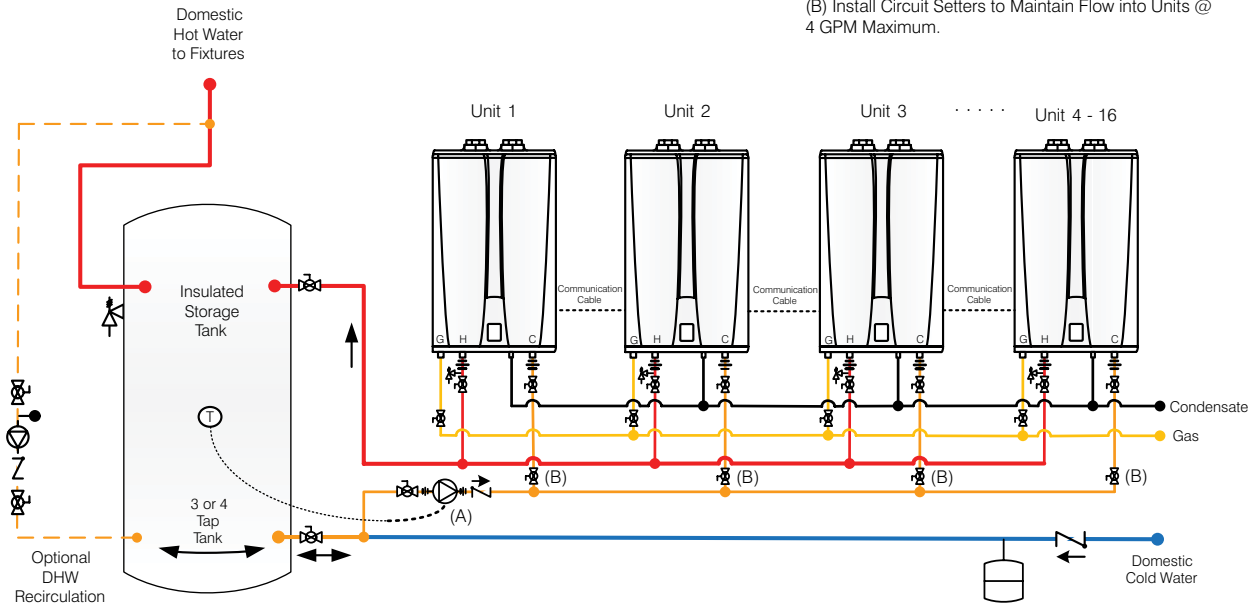 (B) Install Circuit Setters to Maintain Flow into Units @
4 GPM Maximum.
Domestic
Hot Water
to Fixtures
Unit 1
Unit 2
Unit 3
. . . . .
Unit 4 - 16
Insulated
Storage
Tank
Communication
Cable
Communication
Cable
Communication
Cable
G H C
G H C
G H C
G H C
Condensate
Gas
T
(B)
(B)
(B)
(A)
3 or 4
Tap
Tank
Optional
DHW
Recirculation
Domestic
Cold Water